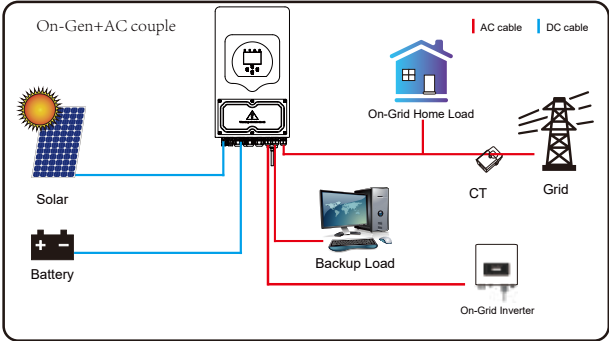 On-Gen+AC couple
AC cable
DC cable
On-Grid Home Load
Solar
CT
Grid
Battery
Backup Load
On-Grid Inverter